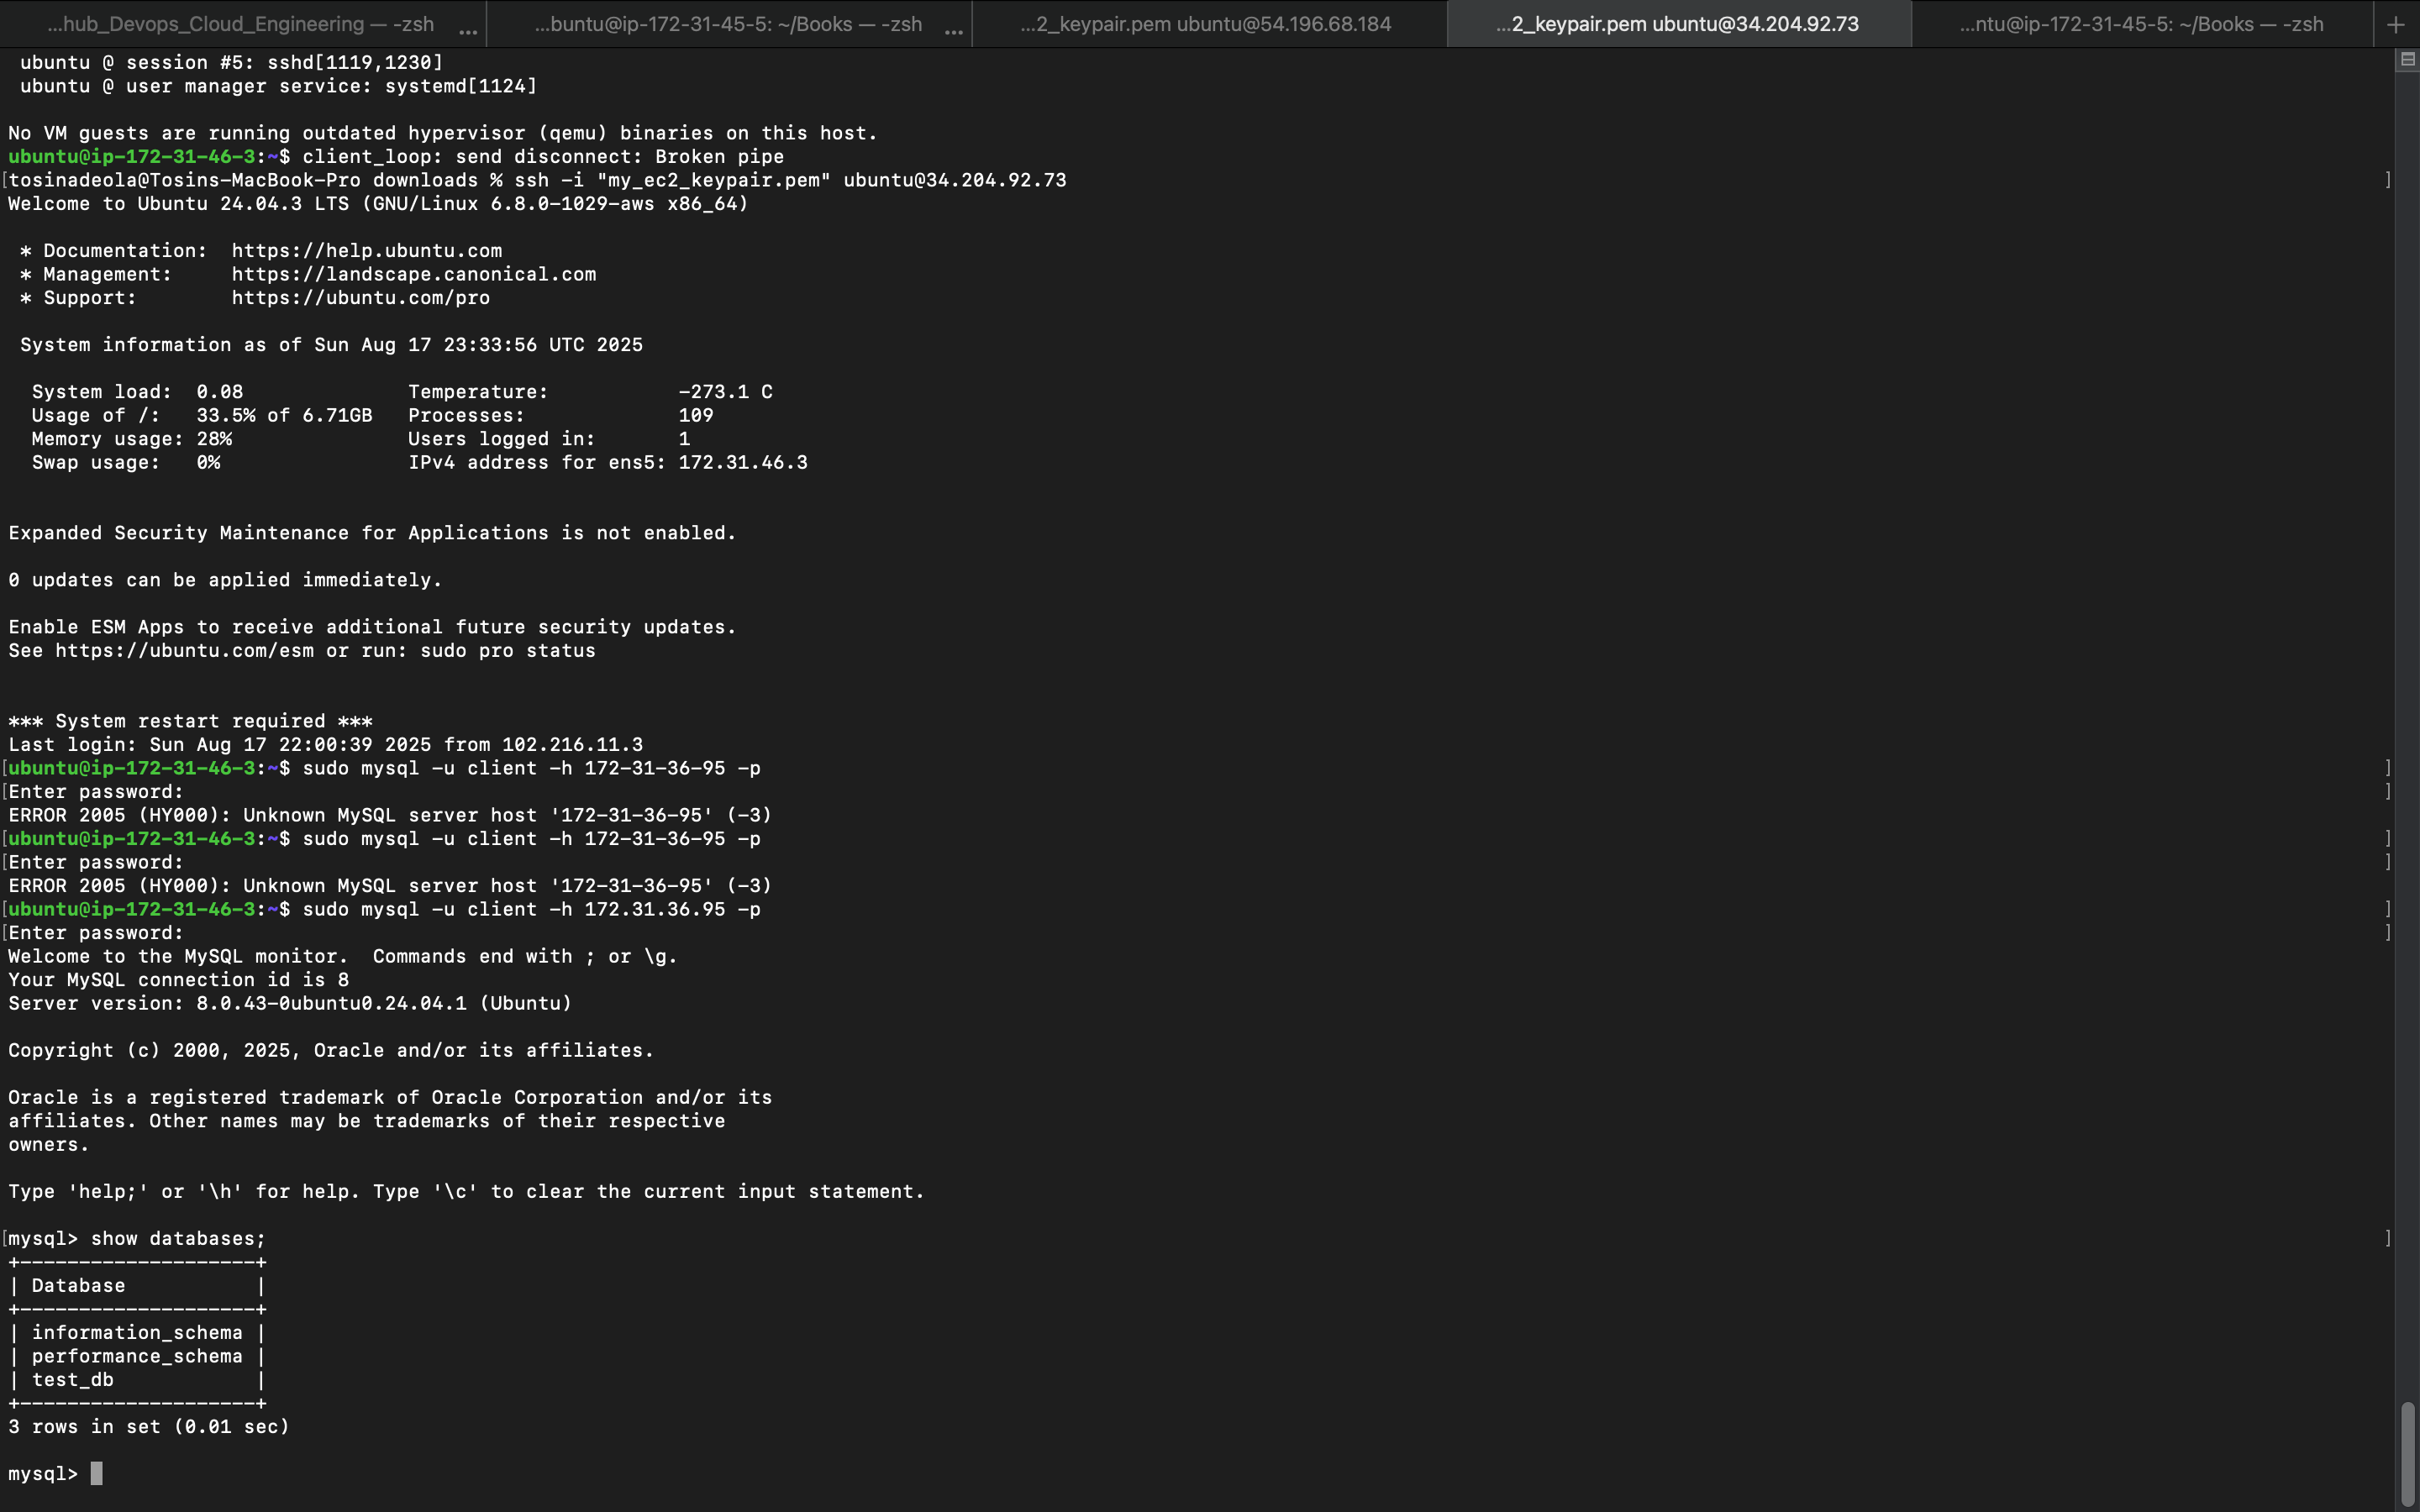 ...hub_Devops_Cloud_Engineering — -zsh ... ...buntu@ip-172-31-45-5: ~/Books — -zsh ... ...2_keypair.pem ubuntu@54.196.68.184 ...2_keypair.pem ubuntu@34.204.92.73 ...ntu@ip-172-31-45-5: ~/Books — -zsh +
ubuntu @ session #5: sshd[1119,1230]
ubuntu @ user manager service: systemd[1124]
No VM guests are running outdated hypervisor (qemu) binaries on this host.
ubuntu@ip-172-31-46-3:~$ client_loop: send disconnect: Broken pipe
[tosinadeola@Tosins-MacBook-Pro downloads % ssh -i "my_ec2_keypair.pem" ubuntu@34.204.92.73 ]
Welcome to Ubuntu 24.04.3 LTS (GNU/Linux 6.8.0-1029-aws x86_64)
* Documentation:  https://help.ubuntu.com
* Management:     https://landscape.canonical.com
* Support:        https://ubuntu.com/pro
System information as of Sun Aug 17 23:33:56 UTC 2025
System load:  0.08              Temperature:           -273.1 C
Usage of /:   33.5% of 6.71GB   Processes:             109
Memory usage: 28%               Users logged in:       1
Swap usage:   0%                IPv4 address for ens5: 172.31.46.3
Expanded Security Maintenance for Applications is not enabled.
0 updates can be applied immediately.
Enable ESM Apps to receive additional future security updates.
See https://ubuntu.com/esm or run: sudo pro status
*** System restart required ***
Last login: Sun Aug 17 22:00:39 2025 from 102.216.11.3
[ubuntu@ip-172-31-46-3:~$ sudo mysql -u client -h 172-31-36-95 -p ]
[Enter password: ]
ERROR 2005 (HY000): Unknown MySQL server host '172-31-36-95' (-3)
[ubuntu@ip-172-31-46-3:~$ sudo mysql -u client -h 172-31-36-95 -p ]
[Enter password: ]
ERROR 2005 (HY000): Unknown MySQL server host '172-31-36-95' (-3)
[ubuntu@ip-172-31-46-3:~$ sudo mysql -u client -h 172.31.36.95 -p ]
[Enter password: ]
Welcome to the MySQL monitor.  Commands end with ; or \g.
Your MySQL connection id is 8
Server version: 8.0.43-0ubuntu0.24.04.1 (Ubuntu)
Copyright (c) 2000, 2025, Oracle and/or its affiliates.
Oracle is a registered trademark of Oracle Corporation and/or its
affiliates. Other names may be trademarks of their respective
owners.
Type 'help;' or '\h' for help. Type '\c' to clear the current input statement.
[mysql> show databases; ]
+--------------------+
| Database           |
+--------------------+
| information_schema |
| performance_schema |
| test_db            |
+--------------------+
3 rows in set (0.01 sec)
mysql>